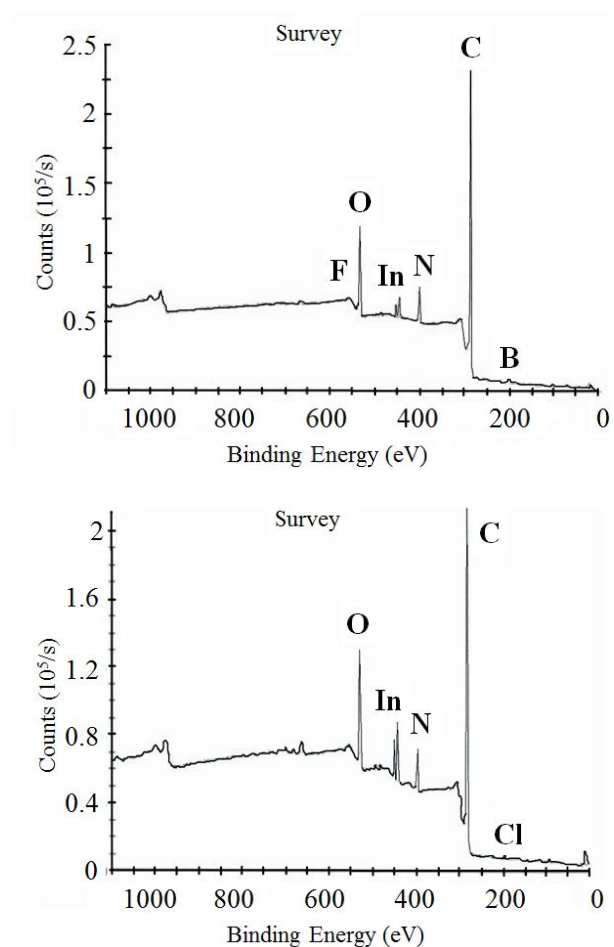 Survey
C
2.5
2
1.5
O
Counts (10⁵/s)
1
F
In
N
0.5
B
0
1000 800 600 400 200 0
Binding Energy (eV)
Survey
C
2
1.6
O
Counts (10⁵/s)
1.2
In
N
0.8
0.4
Cl
0
1000 800 600 400 200 0
Binding Energy (eV)